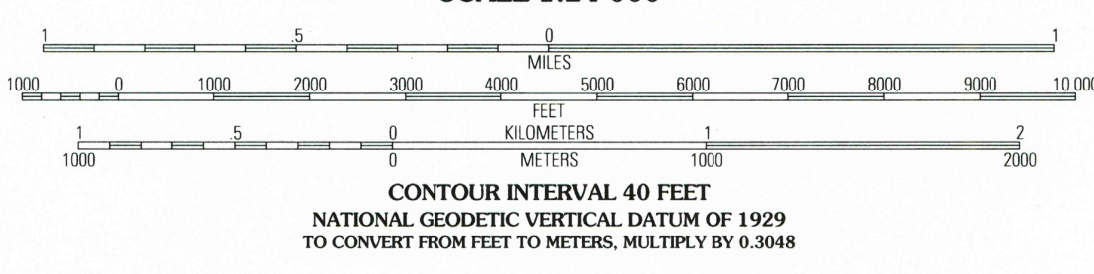 1 .5 0 1
MILES
1000 0 1000 2000 3000 4000 5000 6000 7000 8000 9000 10 000
FEET
1 .5 0 KILOMETERS 1 2
1000 0 METERS 1000 2000
CONTOUR INTERVAL 40 FEET
NATIONAL GEODETIC VERTICAL DATUM OF 1929
TO CONVERT FROM FEET TO METERS, MULTIPLY BY 0.3048